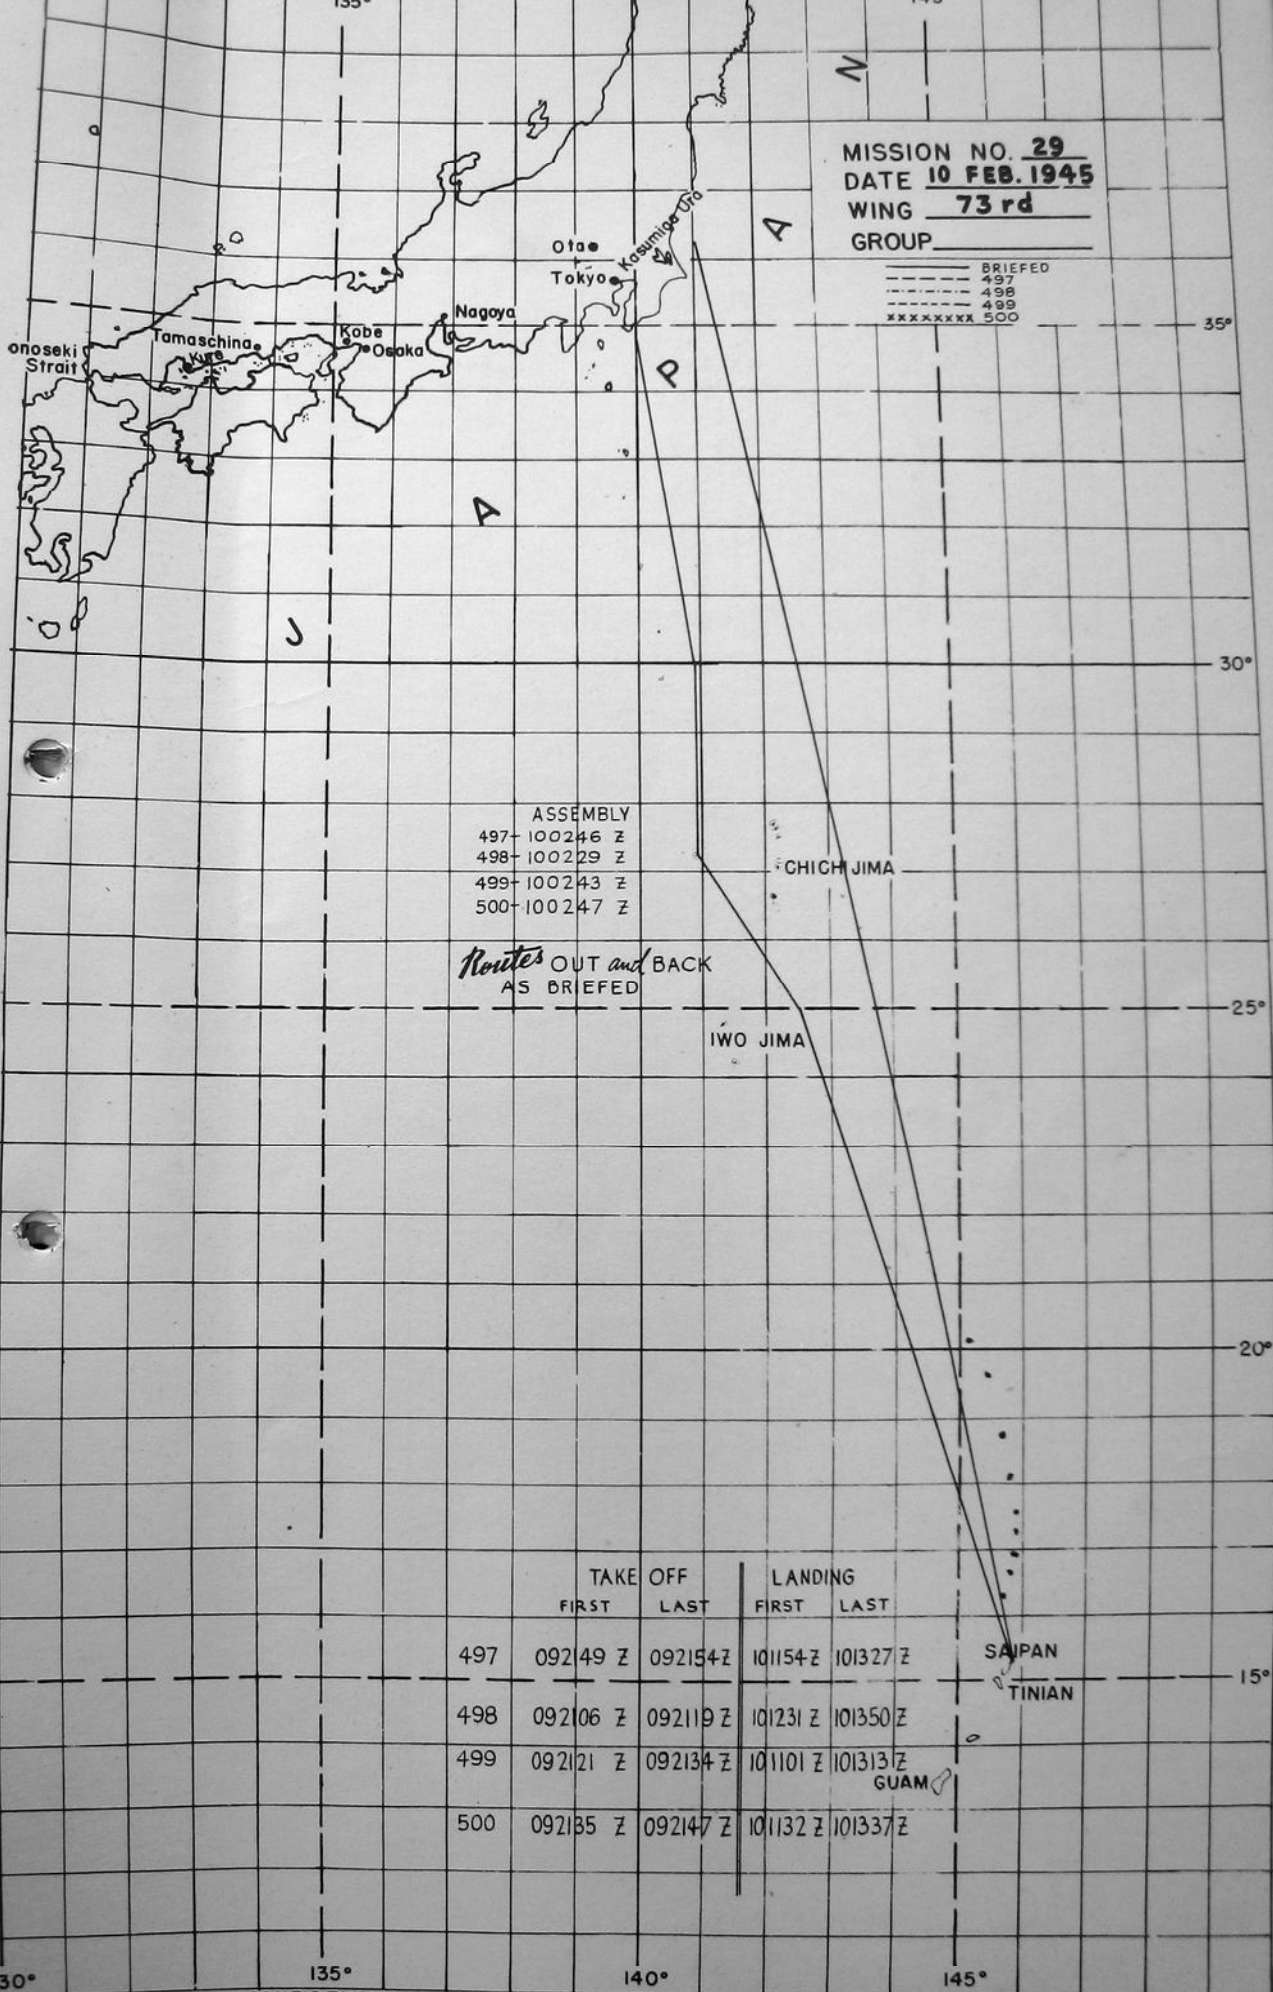 135°
MISSION NO. 29
DATE 10 FEB. 1945
WING 73rd
GROUP
BRIEFED
497
498
499
xxxxxxxx 500
N
A
P
A
J
Ota
Kasumiga Ura
Tokyo
Nagoya
Kobe
Osaka
Tamaschina
Kure
onoseki
Strait
35°
30°
ASSEMBLY
497-100246 Z
498-100229 Z
499-100243 Z
500-100247 Z
CHICHI JIMA
Routes OUT and BACK
AS BRIEFED
25°
IWO JIMA
20°
TAKE OFF LANDING
FIRST LAST FIRST LAST
497 092149 Z 092154 Z 101154 Z 101327 Z
SAIPAN
15°
TINIAN
498 092106 Z 092119 Z 101231 Z 101350 Z
499 092121 Z 092134 Z 101101 Z 101313 Z
GUAM
500 092135 Z 092147 Z 101132 Z 101337 Z
30° 135° 140° 145°